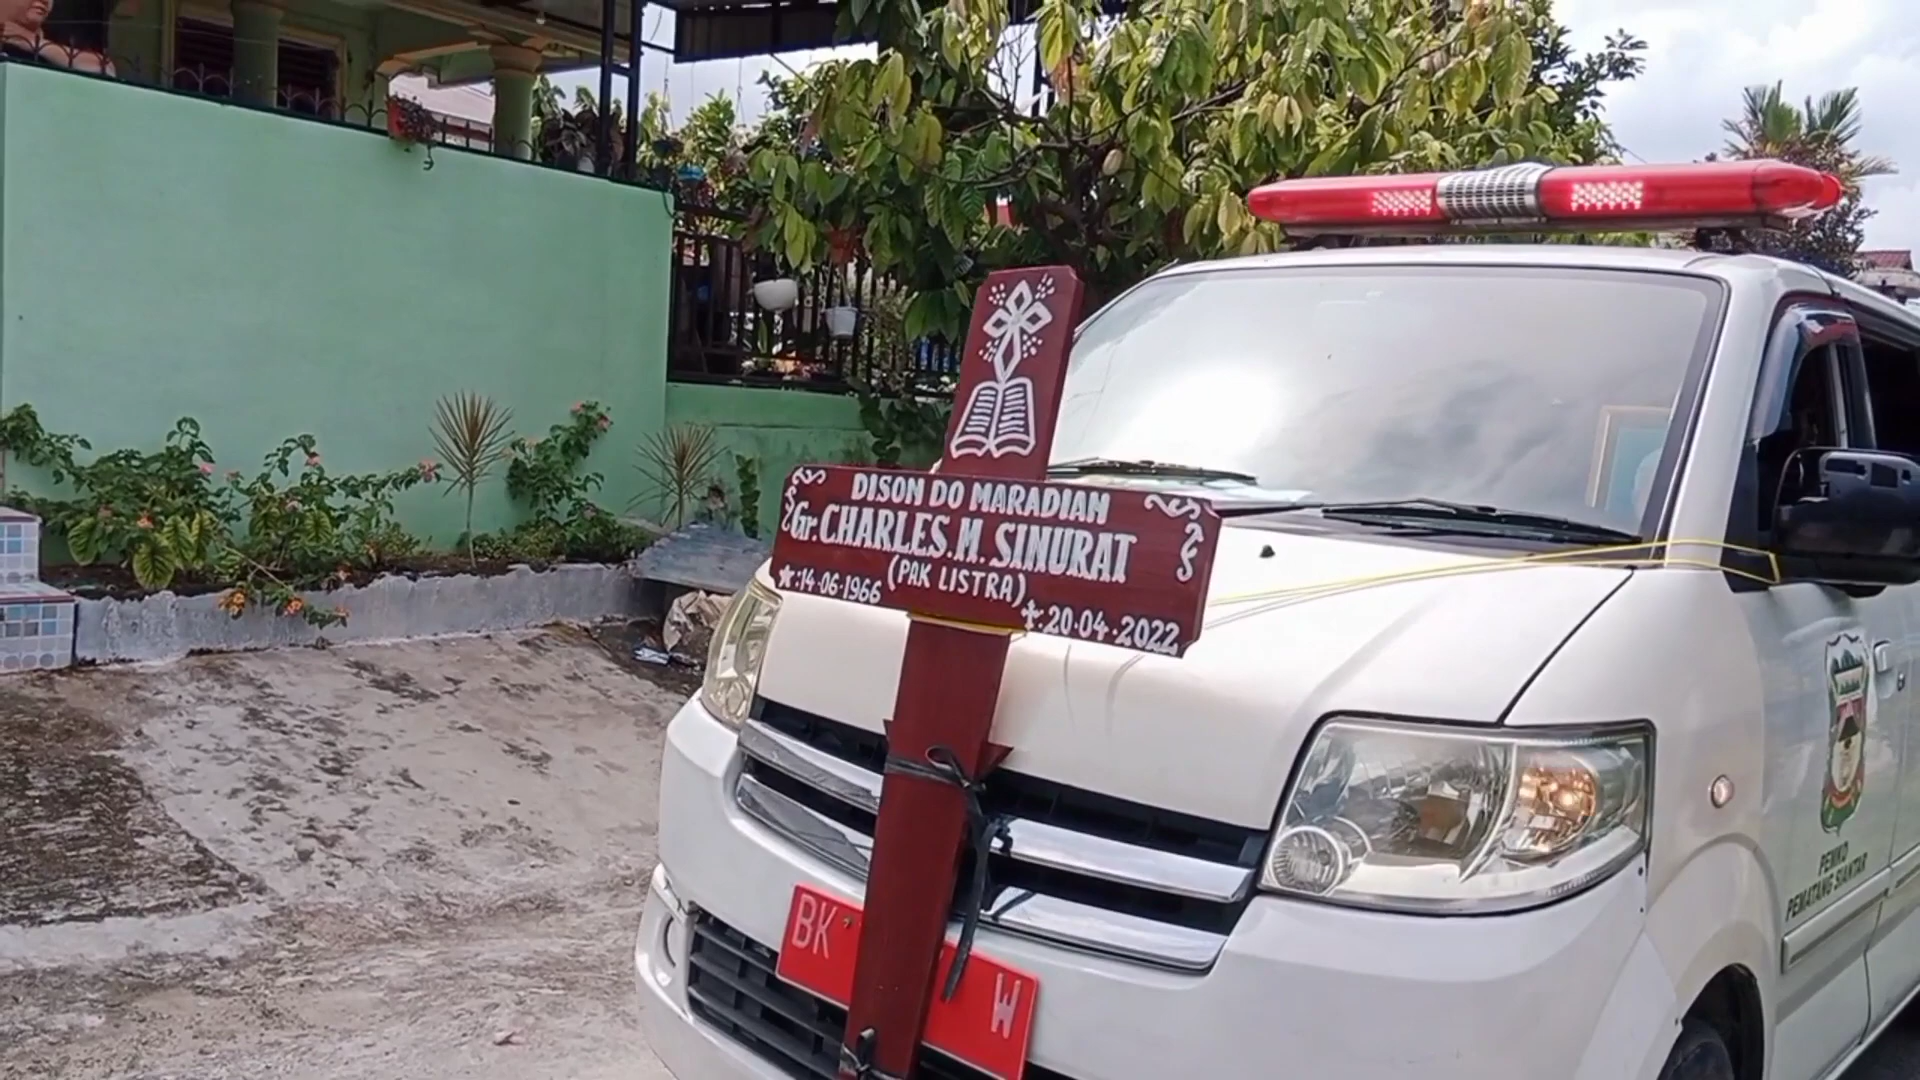 DISON DO MARADIAN
Gr. CHARLES. M. SINURAT
(PAK LISTRA)
14-06-1966
20-04-2022
BK W
PEMKO
PEMATANG SIANTAR